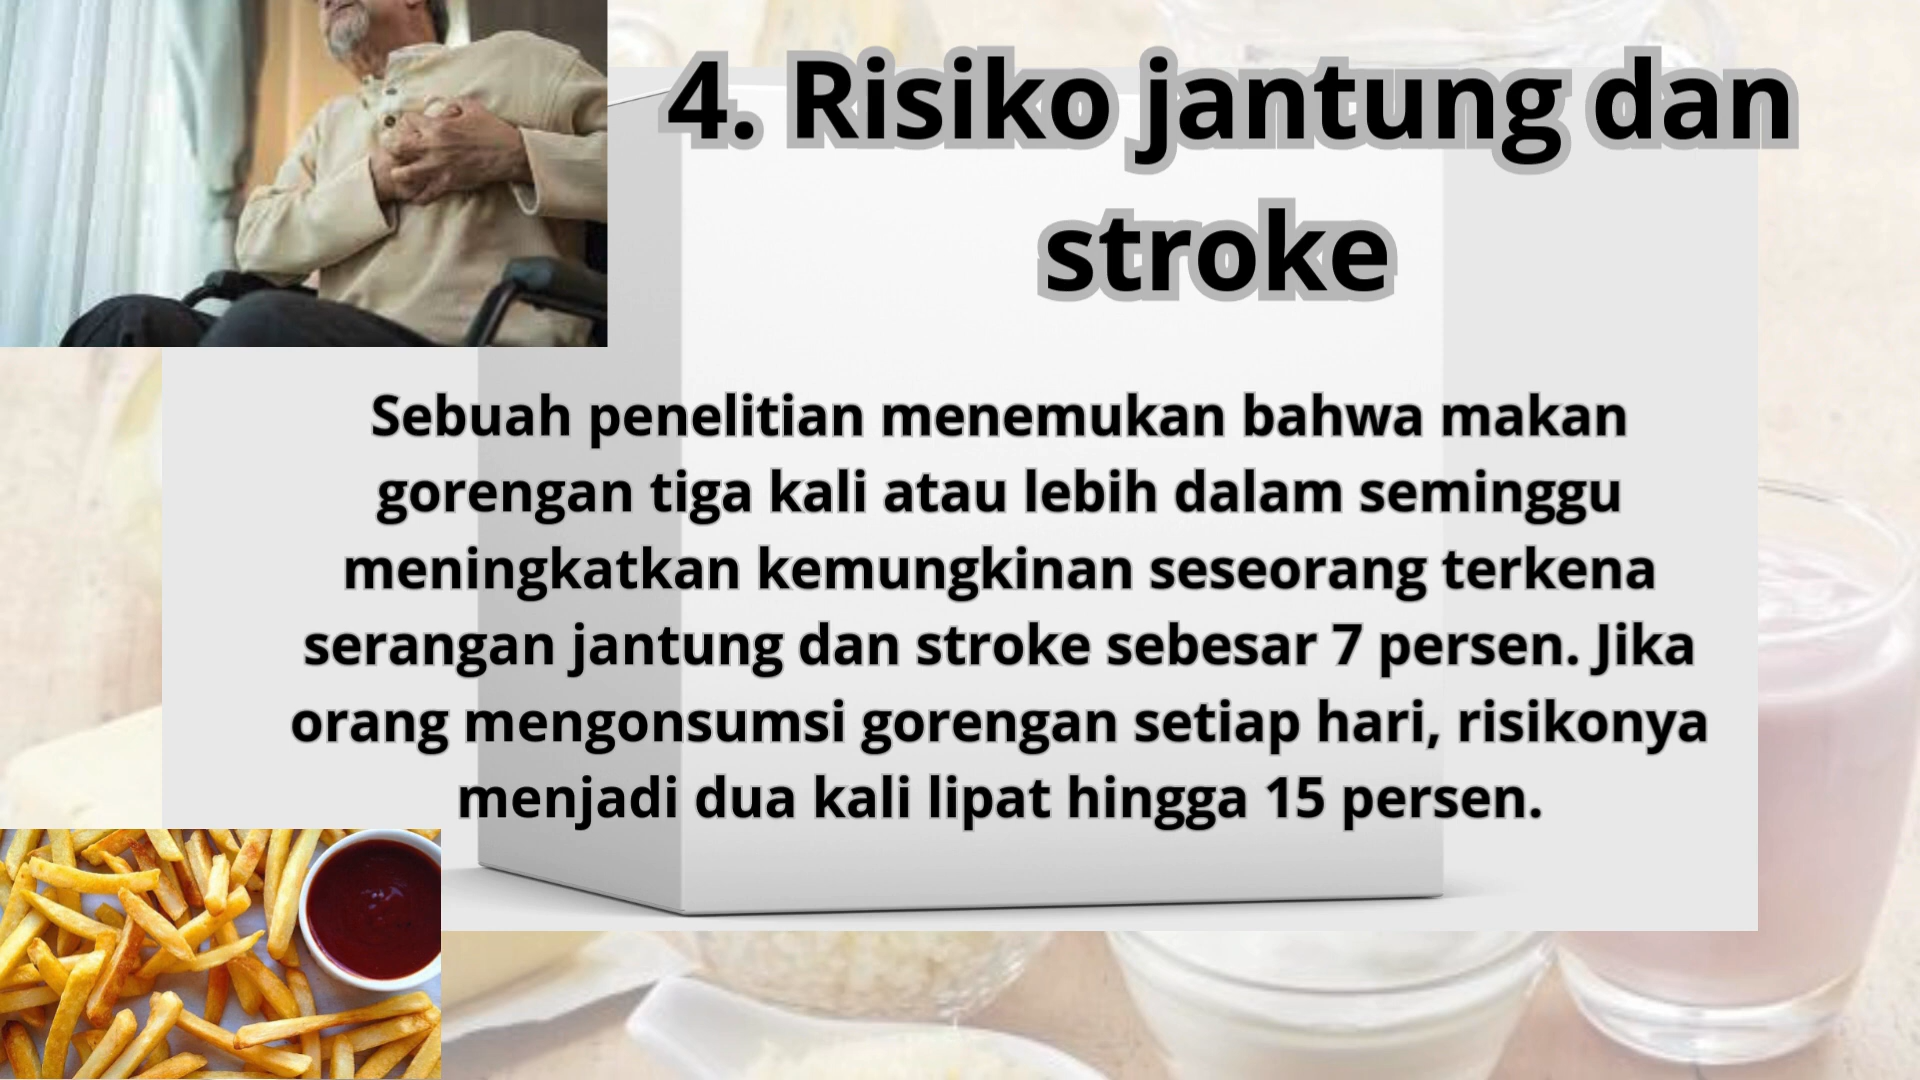 4. Risiko jantung dan
stroke
Sebuah penelitian menemukan bahwa makan
gorengan tiga kali atau lebih dalam seminggu
meningkatkan kemungkinan seseorang terkena
serangan jantung dan stroke sebesar 7 persen. Jika
orang mengonsumsi gorengan setiap hari, risikonya
menjadi dua kali lipat hingga 15 persen.